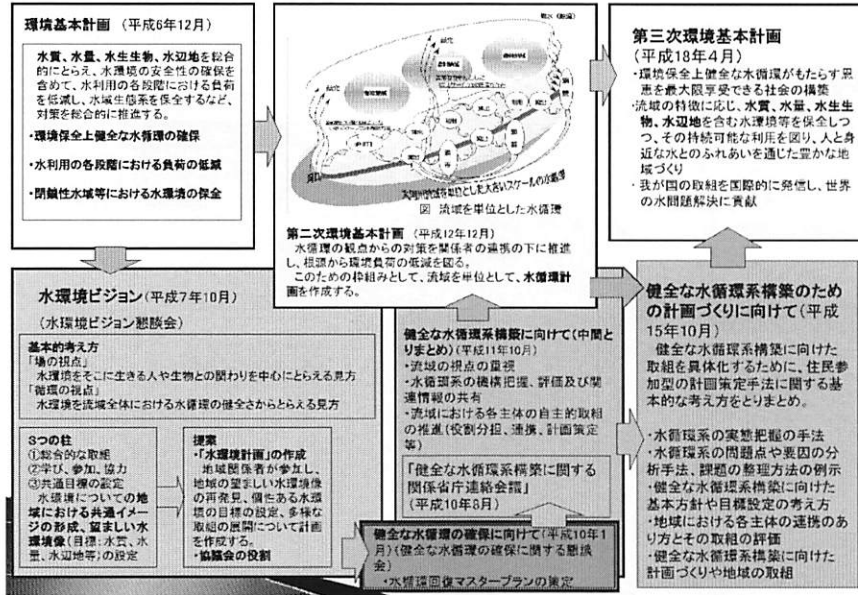 環境基本計画 (平成6年12月)
水質、水量、水生生物、水辺地を総合
的にとらえ、水環境の安全性の確保を
含めて、水利用の各段階における負荷
を低減し、水域生態系を保全するなど、
対策を総合的に推進する。
・環境保全上健全な水循環の確保
・水利用の各段階における負荷の低減
・閉鎖性水域等における水環境の保全
図 流域を単位とした水循環
第二次環境基本計画 (平成12年12月)
水循環の観点からの対策を関係者の連携の下に推進
し、根源から環境負荷の低減を図る。
このための枠組みとして、流域を単位として、水循環計
画を作成する。
第三次環境基本計画
(平成18年4月)
・環境保全上健全な水循環がもたらす恩
恵を最大限享受できる社会の構築
・流域の特徴に応じ、水質、水量、水生生
物、水辺地を含む水環境等を保全しつ
つ、その持続可能な利用を図り、人と身
近な水とのふれあいを通じた豊かな地
域づくり
・我が国の取組を国際的に発信し、世界
の水問題解決に貢献
水環境ビジョン(平成7年10月)
(水環境ビジョン懇談会)
基本的考え方
「場の視点」
水環境をそこに生きる人や生物との関わりを中心にとらえる見方
「循環の視点」
水環境を流域全体における水循環の健全さからとらえる見方
3つの柱
①総合的な取組
②学び、参加、協力
③共通目標の設定
水環境についての地
域における共通イメー
ジの形成、望ましい水
環境像(目標:水質、水
量、水辺地等)の設定
提案
・「水環境計画」の作成
地域関係者が参加し、
地域の望ましい水環境像
の再発見、個性ある水環境
の目標の設定、多様な
取組の展開について計画
を作成する。
・協議会の役割
健全な水循環系構築に向けて(中間と
りまとめ)(平成11年10月)
・流域の視点の重視
・水循環系の機構把握、評価及び関
連情報の共有
・流域における各主体の自主的取組
の推進(役割分担、連携、計画策定
等)
「健全な水循環系構築に関する
関係省庁連絡会議」
(平成10年8月)
健全な水循環の確保に向けて(平成10年1
月)(健全な水循環の確保に関する懇談
会)
・水循環回復マスタープランの策定
健全な水循環系構築のため
の計画づくりに向けて(平成
15年10月)
健全な水循環系構築に向けた
取組を具体化するために、住民参
加型の計画策定手法に関する基
本的な考え方をとりまとめ。
・水循環系の実態把握の手法
・水循環系の問題点や要因の分
析手法、課題の整理方法の例示
・健全な水循環系構築に向けた
基本方針や目標設定の考え方
・地域における各主体の連携のあ
り方とその取組の評価
・健全な水循環系構築に向けた
計画づくりや地域の取組